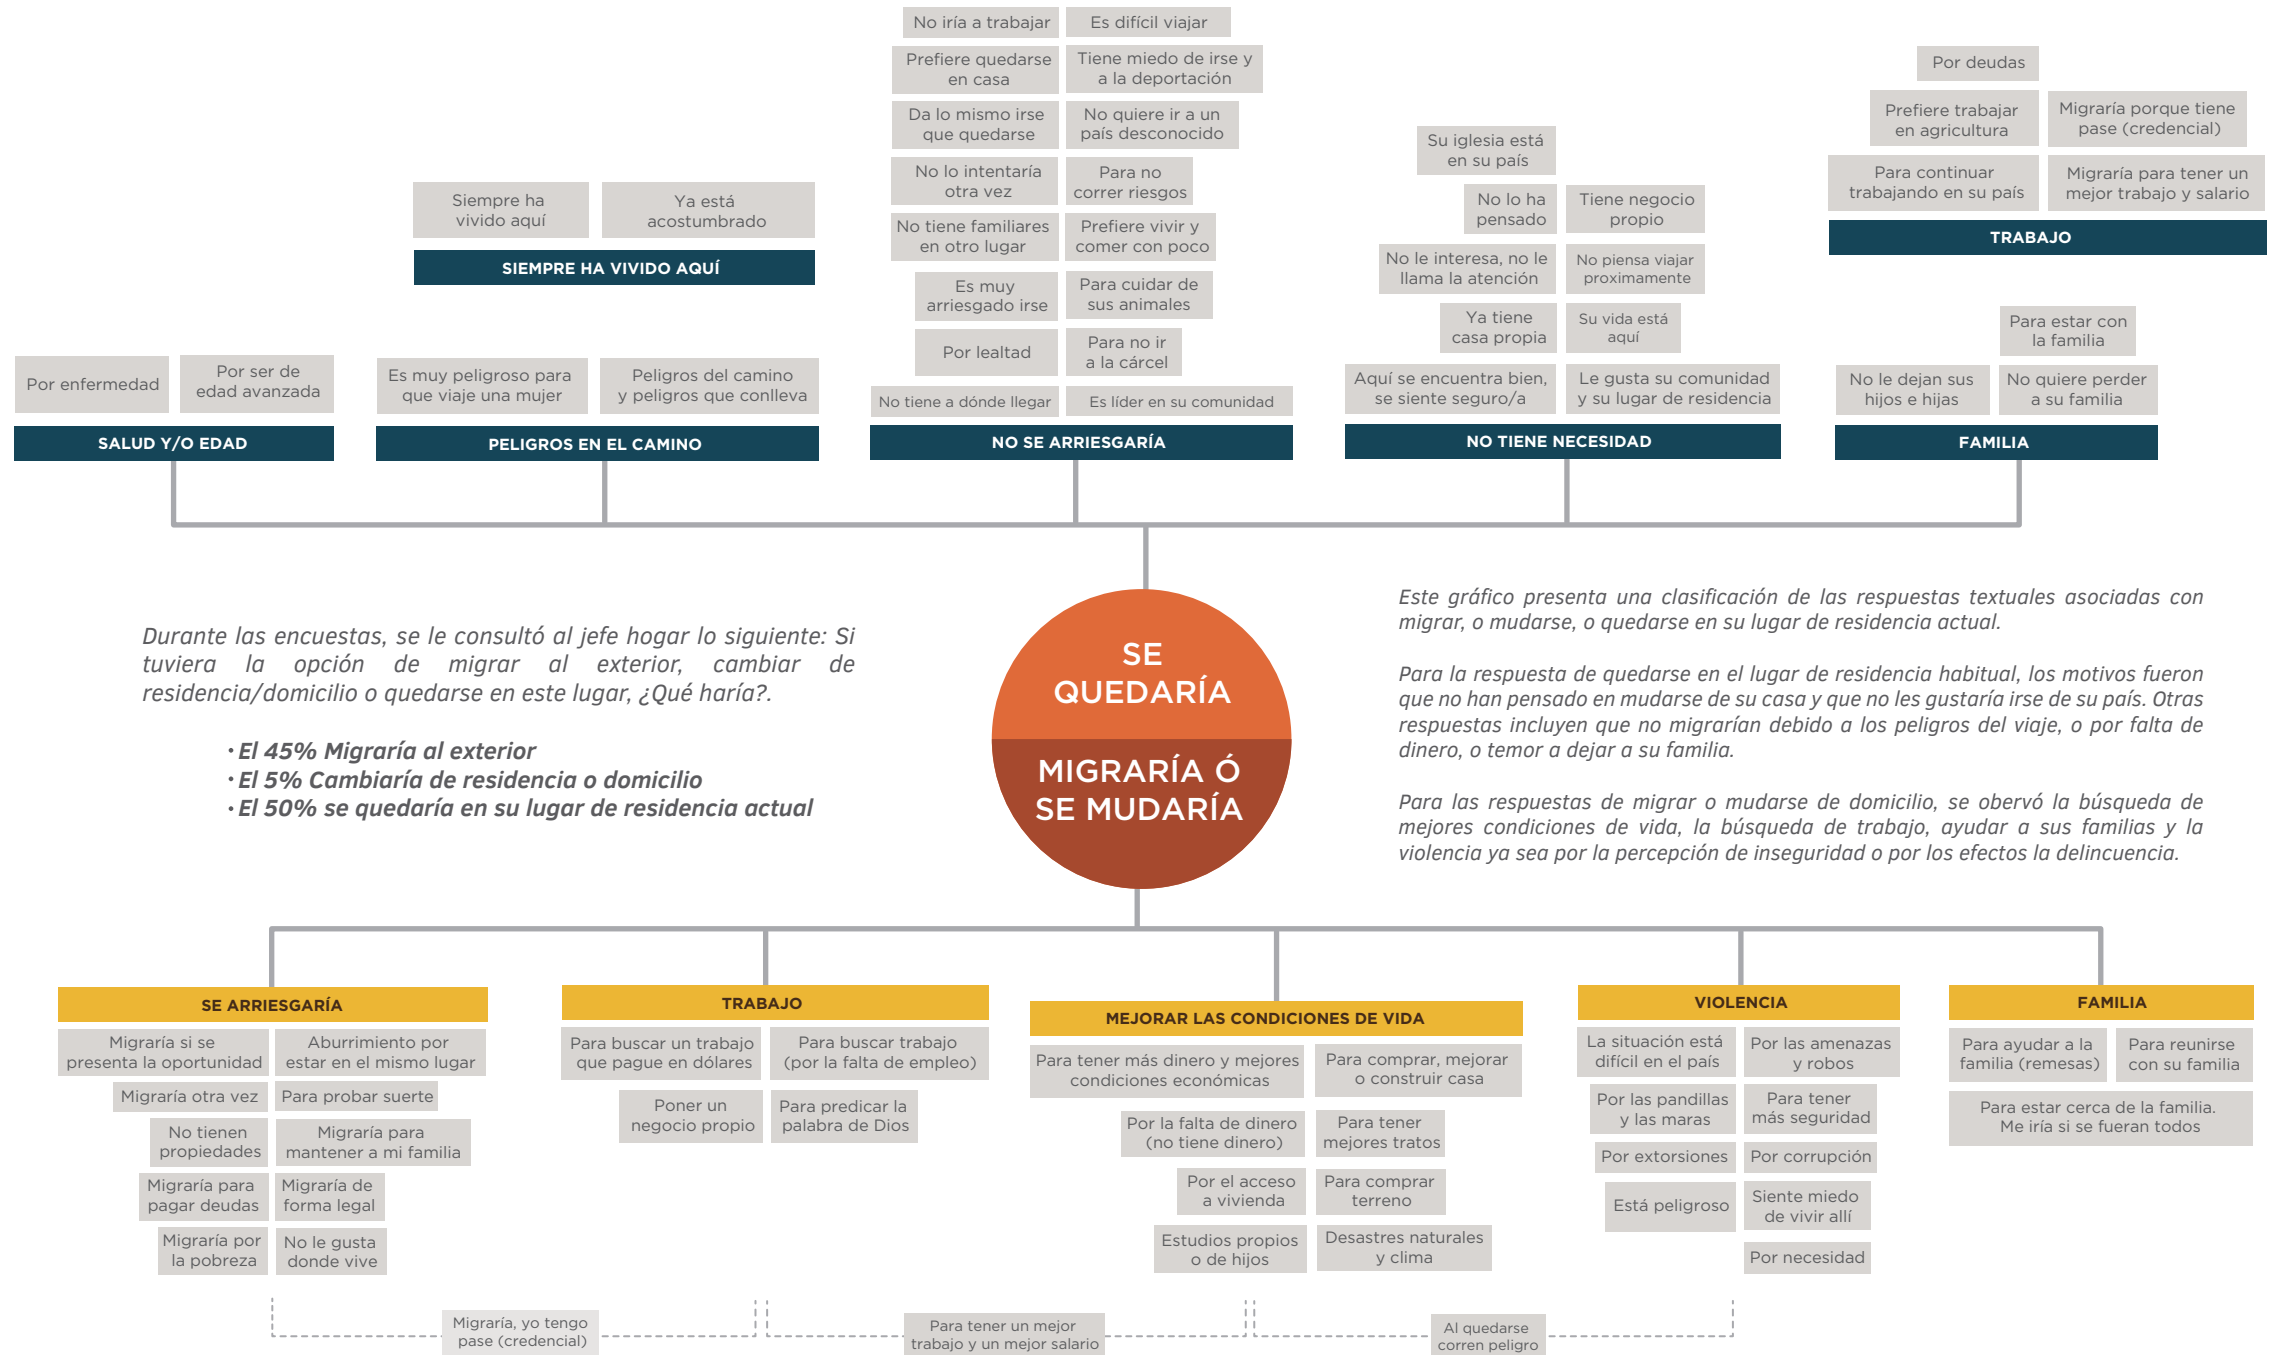 Siempre ha
vivido aquí
Ya está
acostumbrado
SIEMPRE HA VIVIDO AQUÍ
Por enfermedad
Por ser de
edad avanzada
SALUD Y/O EDAD
Es muy peligroso para
que viaje una mujer
Peligros del camino
y peligros que conlleva
PELIGROS EN EL CAMINO
No iría a trabajar
Es difícil viajar
Prefiere quedarse
en casa
Tiene miedo de irse y
a la deportación
Da lo mismo irse
que quedarse
No quiere ir a un
país desconocido
No lo intentaría
otra vez
Para no
correr riesgos
No tiene familiares
en otro lugar
Prefiere vivir y
comer con poco
Es muy
arriesgado irse
Para cuidar de
sus animales
Por lealtad
Para no ir
a la cárcel
No tiene a dónde llegar
Es líder en su comunidad
NO SE ARRIESGARÍA
Su iglesia está
en su país
No lo ha
pensado
Tiene negocio
propio
No le interesa, no le
llama la atención
No piensa viajar
proximamente
Ya tiene
casa propia
Su vida está
aquí
Aquí se encuentra bien,
se siente seguro/a
Le gusta su comunidad
y su lugar de residencia
NO TIENE NECESIDAD
Por deudas
Prefiere trabajar
en agricultura
Migraría porque tiene
pase (credencial)
Para continuar
trabajando en su país
Migraría para tener un
mejor trabajo y salario
TRABAJO
Para estar con
la familia
No le dejan sus
hijos e hijas
No quiere perder
a su familia
FAMILIA
Durante las encuestas, se le consultó al jefe hogar lo siguiente: Si
tuviera la opción de migrar al exterior, cambiar de
residencia/domicilio o quedarse en este lugar, ¿Qué haría?.
· El 45% Migraría al exterior
· El 5% Cambiaría de residencia o domicilio
· El 50% se quedaría en su lugar de residencia actual
SE
QUEDARÍA
MIGRARÍA Ó
SE MUDARÍA
Este gráfico presenta una clasificación de las respuestas textuales asociadas con
migrar, o mudarse, o quedarse en su lugar de residencia actual.
Para la respuesta de quedarse en el lugar de residencia habitual, los motivos fueron
que no han pensado en mudarse de su casa y que no les gustaría irse de su país. Otras
respuestas incluyen que no migrarían debido a los peligros del viaje, o por falta de
dinero, o temor a dejar a su familia.
Para las respuestas de migrar o mudarse de domicilio, se obervó la búsqueda de
mejores condiciones de vida, la búsqueda de trabajo, ayudar a sus familias y la
violencia ya sea por la percepción de inseguridad o por los efectos la delincuencia.
SE ARRIESGARÍA
Migraría si se
presenta la oportunidad
Aburrimiento por
estar en el mismo lugar
Migraría otra vez
Para probar suerte
No tienen
propiedades
Migraría para
mantener a mi familia
Migraría para
pagar deudas
Migraría de
forma legal
Migraría por
la pobreza
No le gusta
donde vive
TRABAJO
Para buscar un trabajo
que pague en dólares
Para buscar trabajo
(por la falta de empleo)
Poner un
negocio propio
Para predicar la
palabra de Dios
MEJORAR LAS CONDICIONES DE VIDA
Para tener más dinero y mejores
condiciones económicas
Para comprar, mejorar
o construir casa
Por la falta de dinero
(no tiene dinero)
Para tener
mejores tratos
Por el acceso
a vivienda
Para comprar
terreno
Estudios propios
o de hijos
Desastres naturales
y clima
VIOLENCIA
La situación está
difícil en el país
Por las amenazas
y robos
Por las pandillas
y las maras
Para tener
más seguridad
Por extorsiones
Por corrupción
Está peligroso
Siente miedo
de vivir allí
Por necesidad
FAMILIA
Para ayudar a la
familia (remesas)
Para reunirse
con su familia
Para estar cerca de la familia.
Me iría si se fueran todos
Migraría, yo tengo
pase (credencial)
Para tener un mejor
trabajo y un mejor salario
Al quedarse
corren peligro